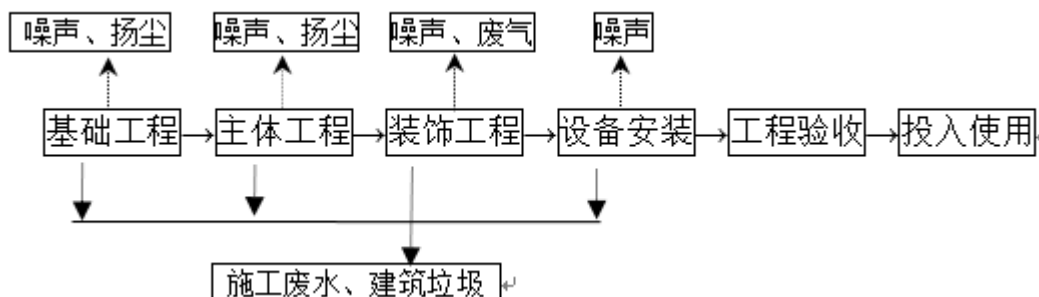 噪声、扬尘 噪声、扬尘 噪声、废气 噪声
基础工程 主体工程 装饰工程 设备安装 工程验收 投入使用
施工废水、建筑垃圾